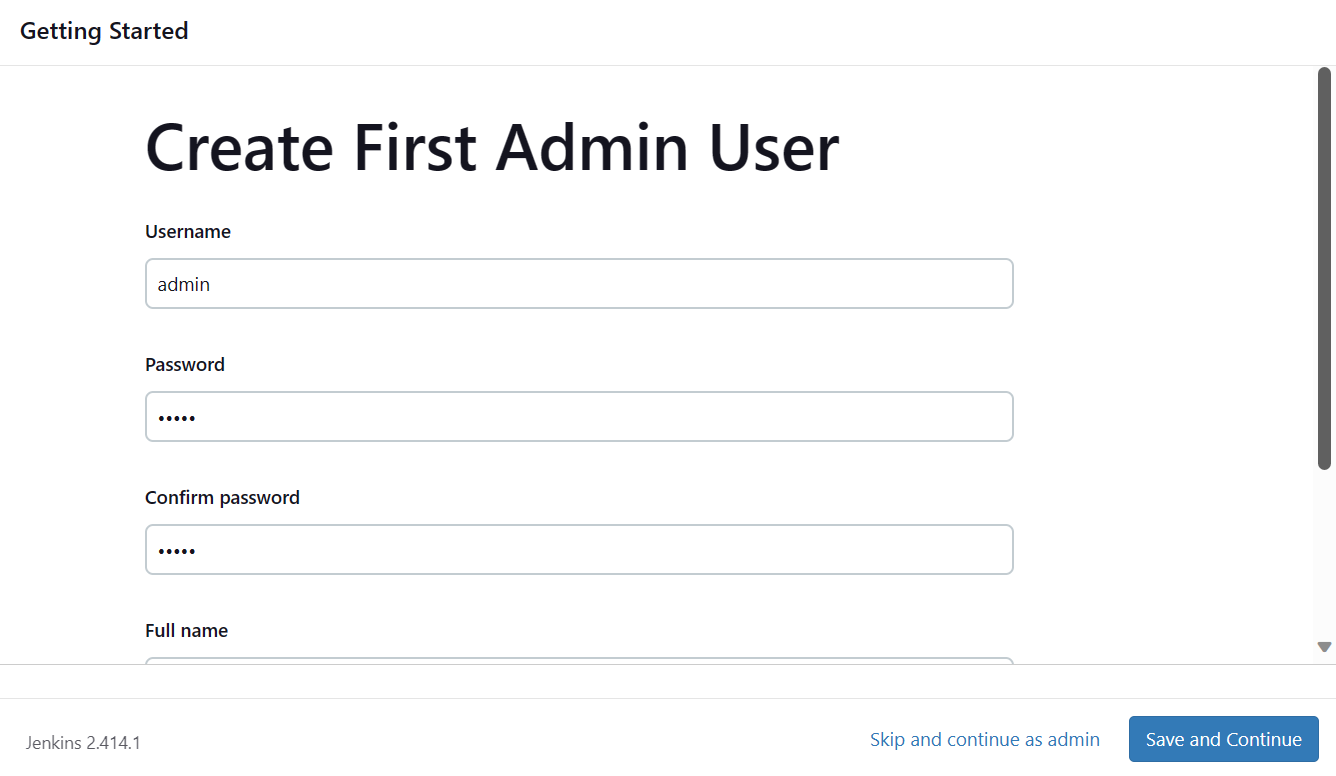 Getting Started
Create First Admin User
Username
admin
Password
•••••
Confirm password
•••••
Full name
Jenkins 2.414.1
Skip and continue as admin
Save and Continue